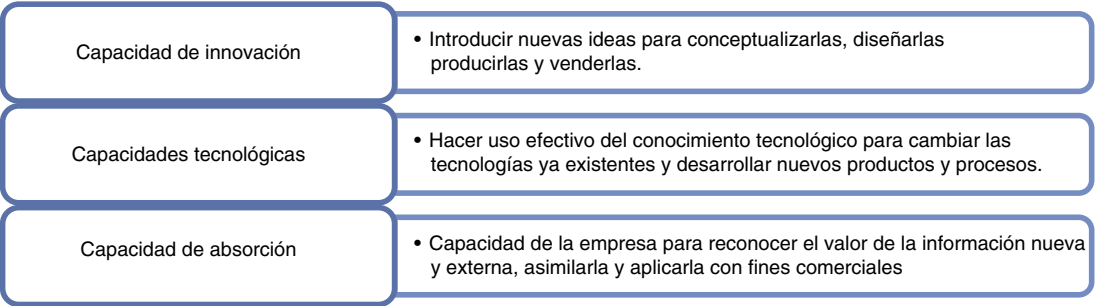 Capacidad de innovación
• Introducir nuevas ideas para conceptualizarlas, diseñarlas
producirlas y venderlas.
Capacidades tecnológicas
• Hacer uso efectivo del conocimiento tecnológico para cambiar las
tecnologías ya existentes y desarrollar nuevos productos y procesos.
Capacidad de absorción
• Capacidad de la empresa para reconocer el valor de la información nueva
y externa, asimilarla y aplicarla con fines comerciales